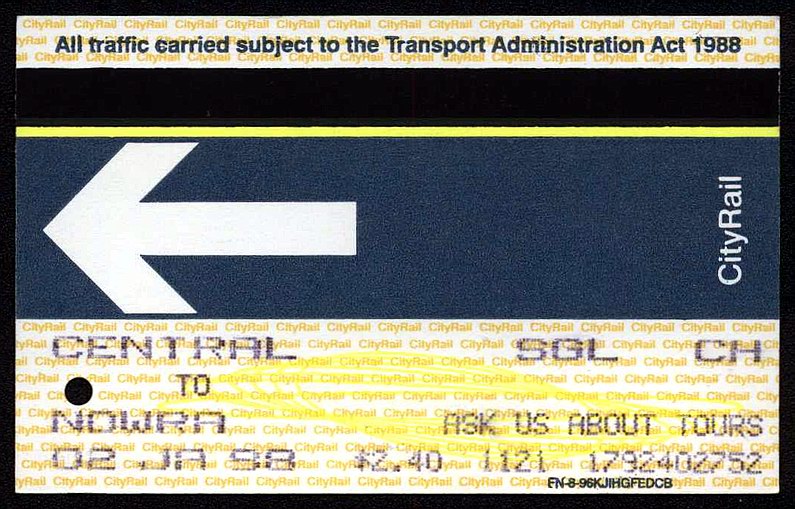 All traffic carried subject to the Transport Administration Act 1988
CityRail
CENTRAL SGL CH
TO
NOWRA ASK US ABOUT TOURS
02 JA 98 $2.40 1121 1792402752
FN-8-96KJIHGFEDCB